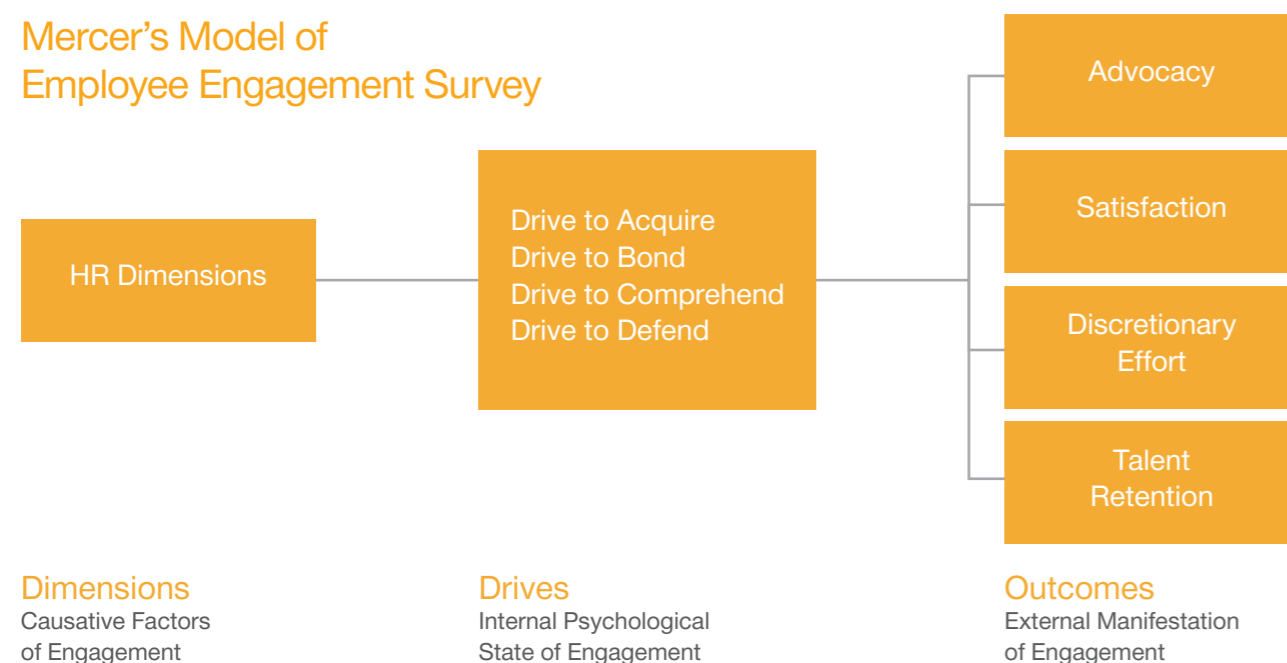 Mercer's Model of
Employee Engagement Survey
HR Dimensions
Drive to Acquire
Drive to Bond
Drive to Comprehend
Drive to Defend
Advocacy
Satisfaction
Discretionary
Effort
Talent
Retention
Dimensions
Causative Factors
of Engagement
Drives
Internal Psychological
State of Engagement
Outcomes
External Manifestation
of Engagement